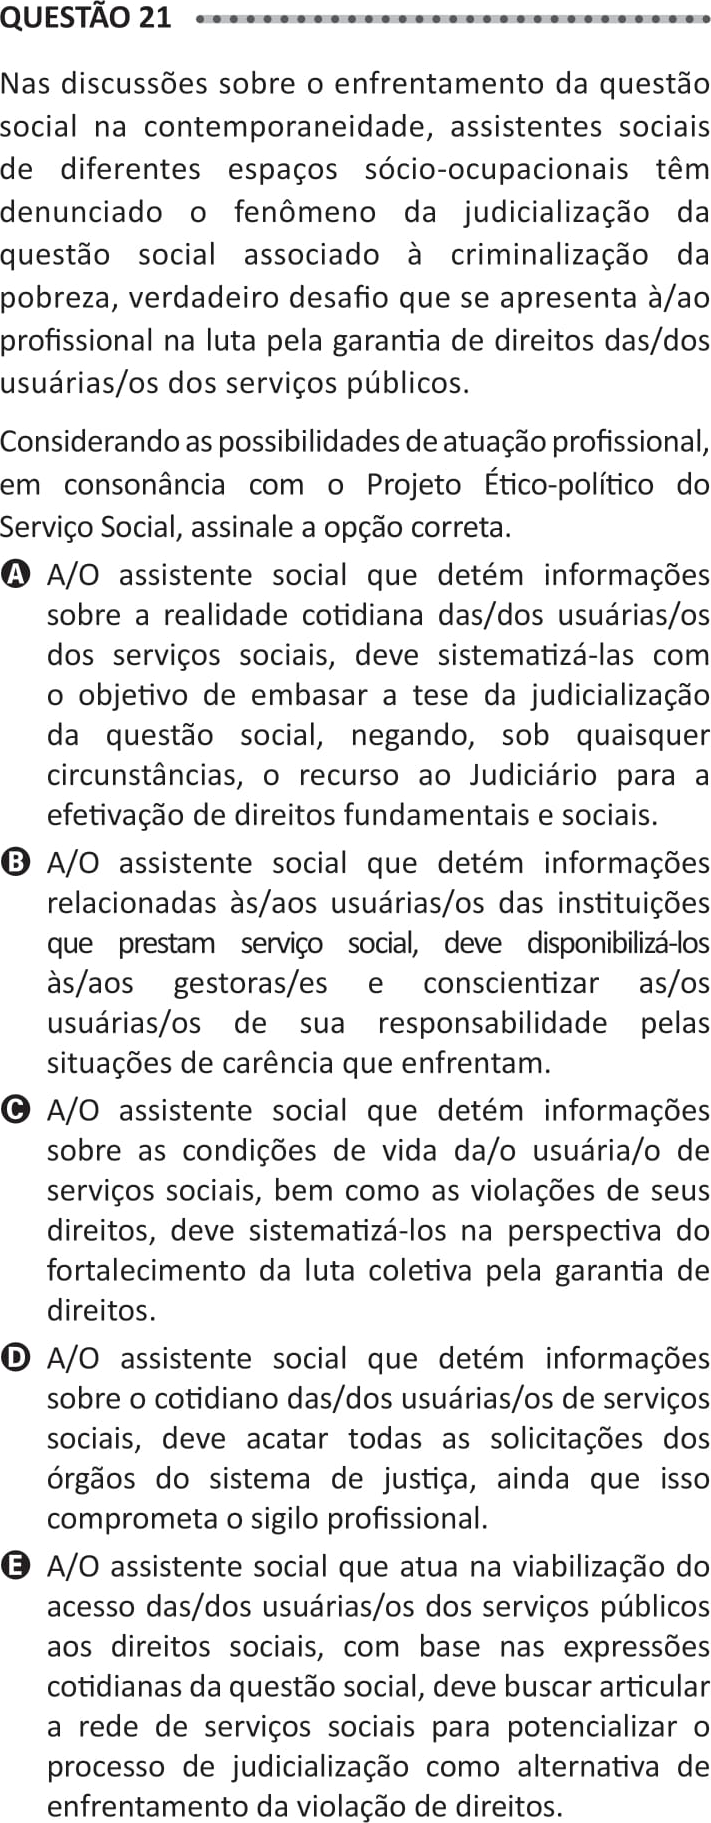 QUESTÃO 21
Nas discussões sobre o enfrentamento da questão
social na contemporaneidade, assistentes sociais
de diferentes espaços sócio-ocupacionais têm
denunciado o fenômeno da judicialização da
questão social associado à criminalização da
pobreza, verdadeiro desafio que se apresenta à/ao
profissional na luta pela garantia de direitos das/dos
usuárias/os dos serviços públicos.
Considerando as possibilidades de atuação profissional,
em consonância com o Projeto Ético-político do
Serviço Social, assinale a opção correta.
A A/O assistente social que detém informações
sobre a realidade cotidiana das/dos usuárias/os
dos serviços sociais, deve sistematizá-las com
o objetivo de embasar a tese da judicialização
da questão social, negando, sob quaisquer
circunstâncias, o recurso ao Judiciário para a
efetivação de direitos fundamentais e sociais.
B A/O assistente social que detém informações
relacionadas às/aos usuárias/os das instituições
que prestam serviço social, deve disponibilizá-los
às/aos gestoras/es e conscientizar as/os
usuárias/os de sua responsabilidade pelas
situações de carência que enfrentam.
C A/O assistente social que detém informações
sobre as condições de vida da/o usuária/o de
serviços sociais, bem como as violações de seus
direitos, deve sistematizá-los na perspectiva do
fortalecimento da luta coletiva pela garantia de
direitos.
D A/O assistente social que detém informações
sobre o cotidiano das/dos usuárias/os de serviços
sociais, deve acatar todas as solicitações dos
órgãos do sistema de justiça, ainda que isso
comprometa o sigilo profissional.
E A/O assistente social que atua na viabilização do
acesso das/dos usuárias/os dos serviços públicos
aos direitos sociais, com base nas expressões
cotidianas da questão social, deve buscar articular
a rede de serviços sociais para potencializar o
processo de judicialização como alternativa de
enfrentamento da violação de direitos.